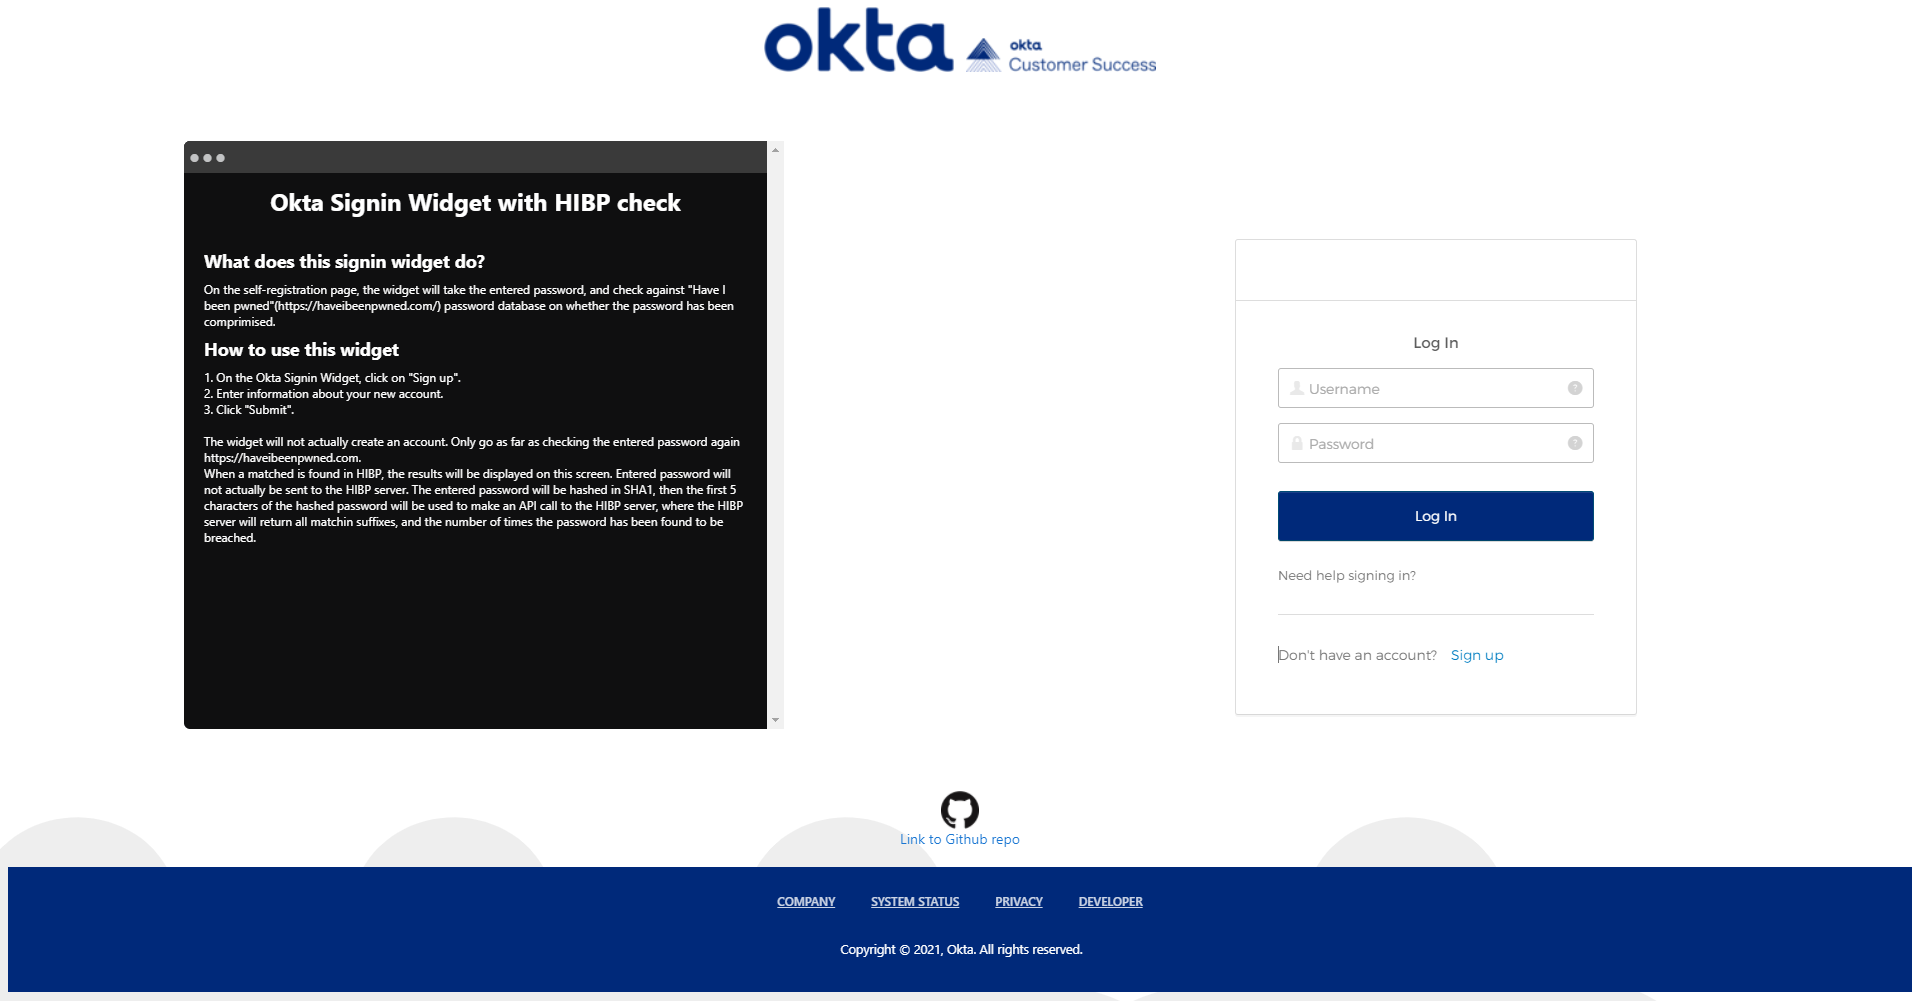 okta
okta
Customer Success
Okta Signin Widget with HIBP check
What does this signin widget do?
On the self-registration page, the widget will take the entered password, and check against "Have I
been pwned"(https://haveibeenpwned.com/) password database on whether the password has been
comprimised.
How to use this widget
1. On the Okta Signin Widget, click on "Sign up".
2. Enter information about your new account.
3. Click "Submit".
The widget will not actually create an account. Only go as far as checking the entered password again
https://haveibeenpwned.com.
When a matched is found in HIBP, the results will be displayed on this screen. Entered password will
not actually be sent to the HIBP server. The entered password will be hashed in SHA1, then the first 5
characters of the hashed password will be used to make an API call to the HIBP server, where the HIBP
server will return all matchin suffixes, and the number of times the password has been found to be
breached.
Log In
Username
?
Password
?
Log In
Need help signing in?
Don't have an account? Sign up
Link to Github repo
COMPANY SYSTEM STATUS PRIVACY DEVELOPER
Copyright © 2021, Okta. All rights reserved.